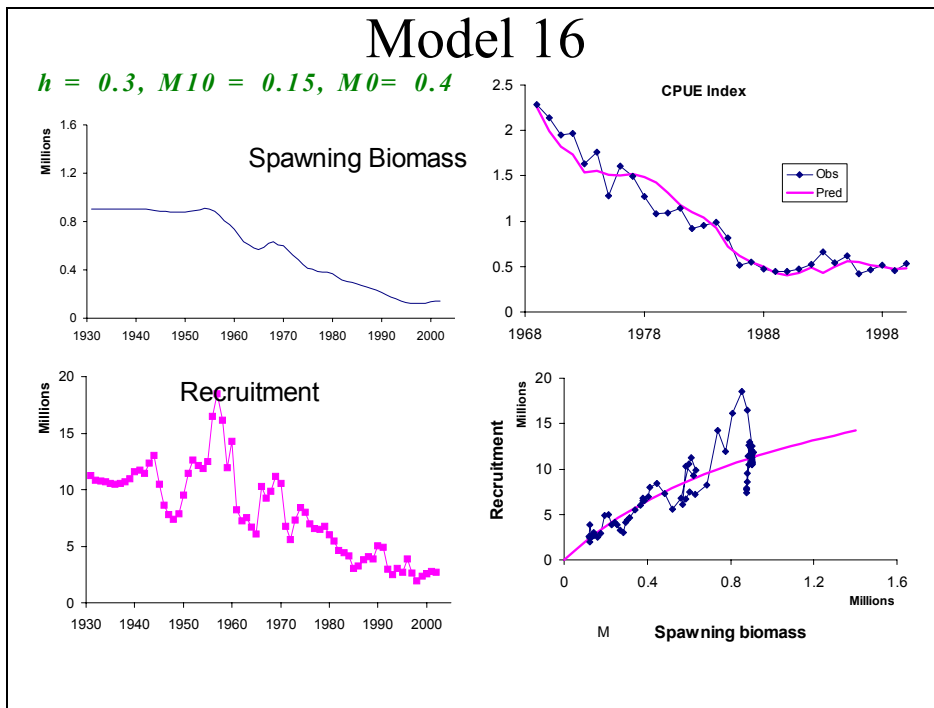 Model 16
h = 0.3, M10 = 0.15, M0= 0.4
Spawning Biomass
Millions
1.6
1.2
0.8
0.4
0
1930 1940 1950 1960 1970 1980 1990 2000
CPUE Index
2.5
2
1.5
1
0.5
0
1968 1978 1988 1998
Obs
Pred
Recruitment
Millions
20
15
10
5
0
1930 1940 1950 1960 1970 1980 1990 2000
Recruitment
Millions
20
15
10
5
0
0 0.4 0.8 1.2 1.6
Millions
M Spawning biomass